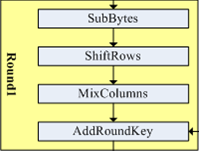 Round1
SubBytes
ShiftRows
MixColumns
AddRoundKey